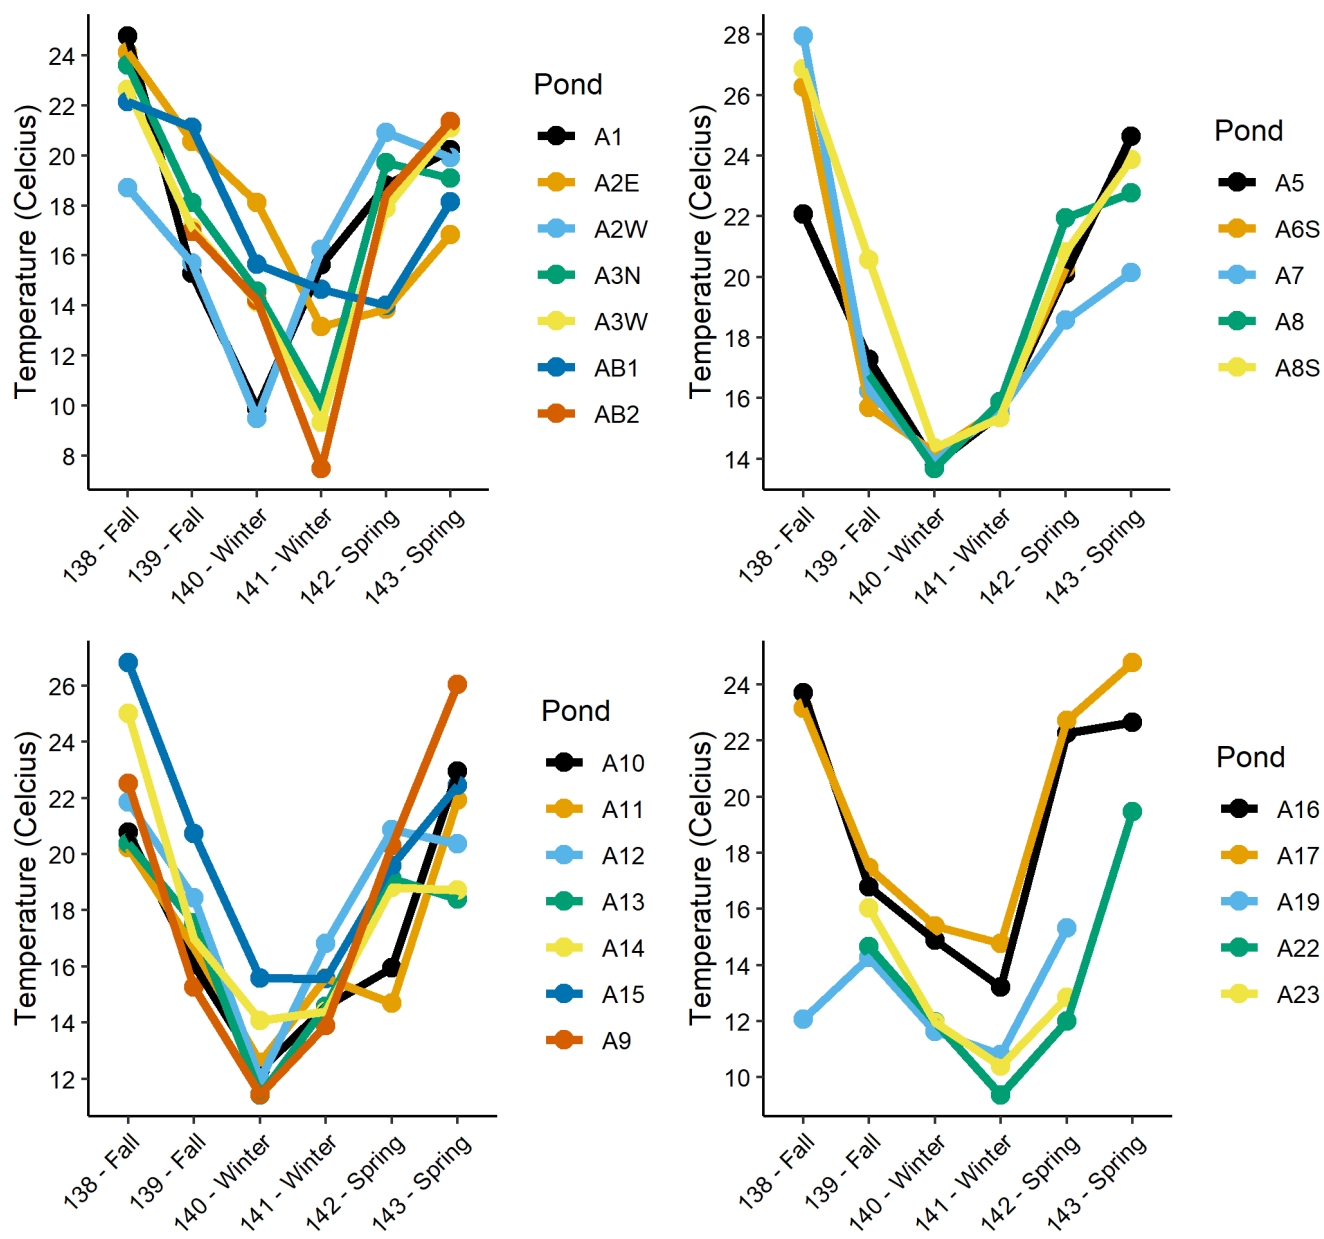 Temperature (Celcius)
24
22
20
18
16
14
12
10
8
138 - Fall
139 - Fall
140 - Winter
141 - Winter
142 - Spring
143 - Spring
Pond
A1
A2E
A2W
A3N
A3W
AB1
AB2
Temperature (Celcius)
28
26
24
22
20
18
16
14
138 - Fall
139 - Fall
140 - Winter
141 - Winter
142 - Spring
143 - Spring
Pond
A5
A6S
A7
A8
A8S
Temperature (Celcius)
26
24
22
20
18
16
14
12
138 - Fall
139 - Fall
140 - Winter
141 - Winter
142 - Spring
143 - Spring
Pond
A10
A11
A12
A13
A14
A15
A9
Temperature (Celcius)
24
22
20
18
16
14
12
10
138 - Fall
139 - Fall
140 - Winter
141 - Winter
142 - Spring
143 - Spring
Pond
A16
A17
A19
A22
A23